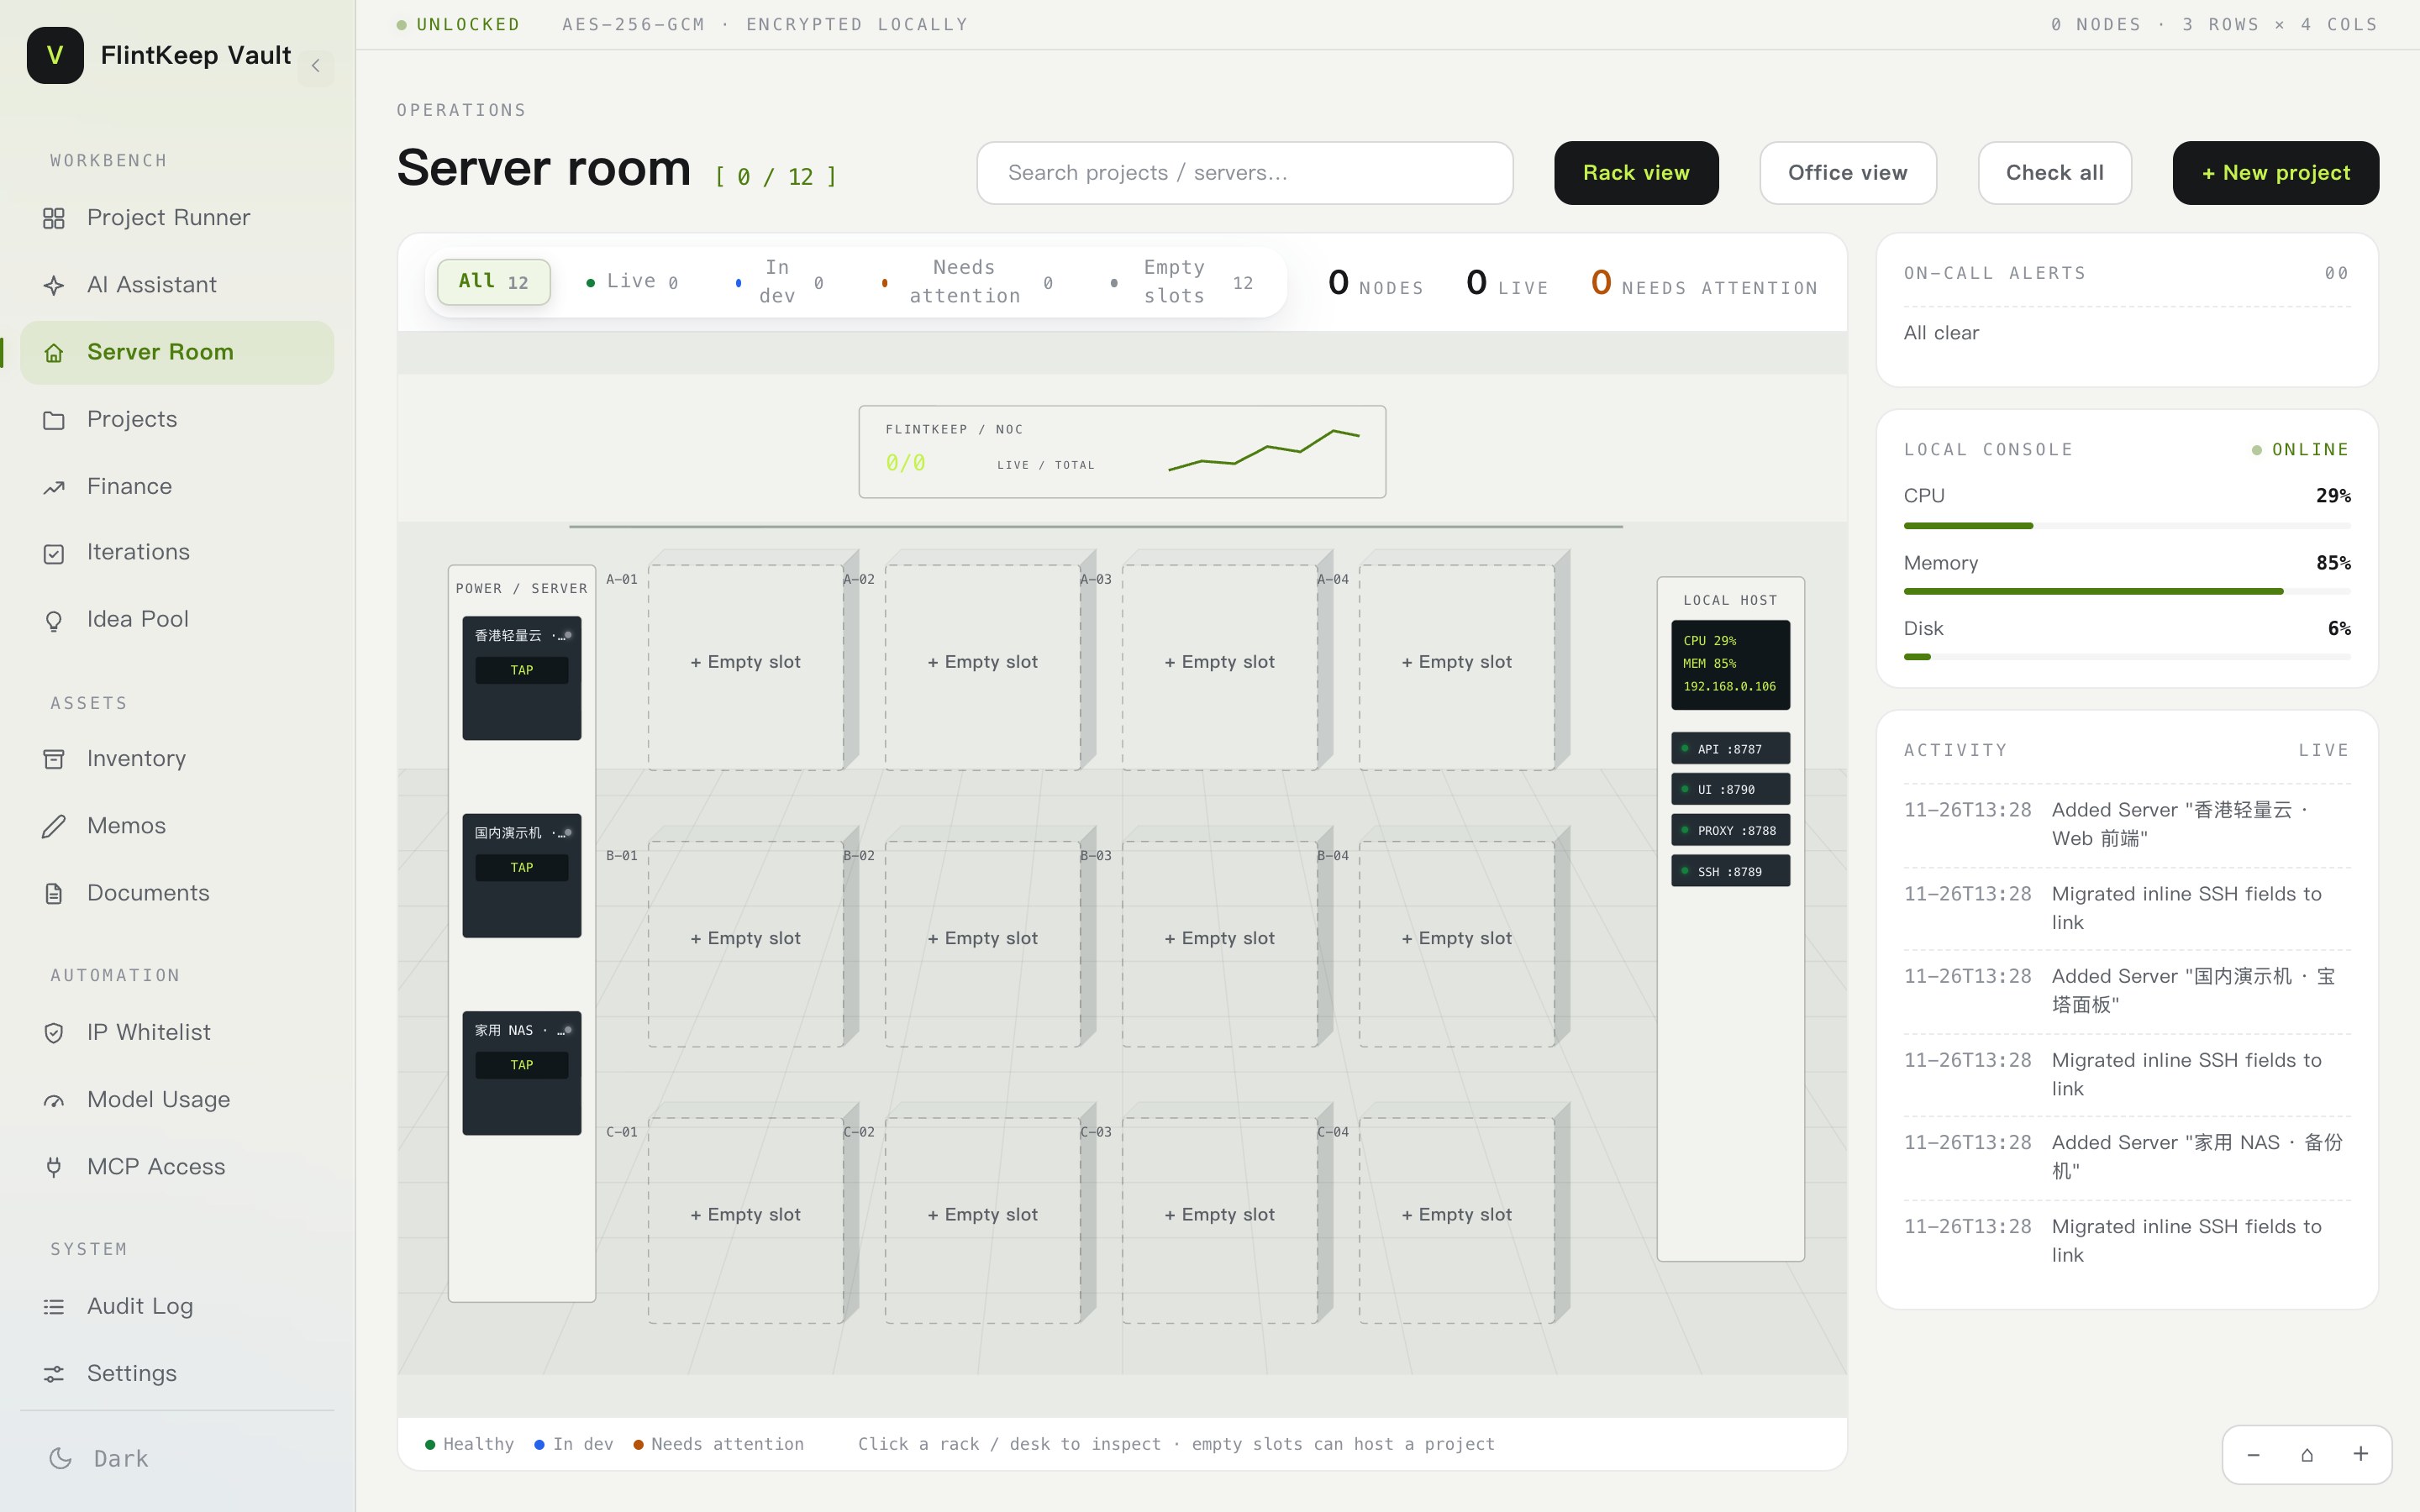 V FlintKeep Vault
WORKBENCH
Project Runner
AI Assistant
Server Room
Projects
Finance
Iterations
Idea Pool
ASSETS
Inventory
Memos
Documents
AUTOMATION
IP Whitelist
Model Usage
MCP Access
SYSTEM
Audit Log
Settings
Dark
UNLOCKED AES-256-GCM · ENCRYPTED LOCALLY 0 NODES · 3 ROWS × 4 COLS
OPERATIONS
Server room [ 0 / 12 ] Search projects / servers... Rack view Office view Check all + New project
All 12 Live 0
In dev 0
Needs attention 0
Empty slots 12
0 NODES 0 LIVE 0 NEEDS ATTENTION
FLINTKEEP / NOC
0/0 LIVE / TOTAL
POWER / SERVER
香港轻量云 ·…
TAP
国内演示机 ·…
TAP
家用 NAS · …
TAP
A-01 A-02 A-03 A-04
+ Empty slot + Empty slot + Empty slot + Empty slot
B-01 B-02 B-03 B-04
+ Empty slot + Empty slot + Empty slot + Empty slot
C-01 C-02 C-03 C-04
+ Empty slot + Empty slot + Empty slot + Empty slot
LOCAL HOST
CPU 29%
MEM 85%
192.168.0.106
API :8787
UI :8790
PROXY :8788
SSH :8789
Healthy In dev Needs attention Click a rack / desk to inspect · empty slots can host a project
ON-CALL ALERTS 00
All clear
LOCAL CONSOLE ONLINE
CPU 29%
Memory 85%
Disk 6%
ACTIVITY LIVE
11-26T13:28 Added Server "香港轻量云 ·
Web 前端"
11-26T13:28 Migrated inline SSH fields to
link
11-26T13:28 Added Server "国内演示机 · 宝
塔面板"
11-26T13:28 Migrated inline SSH fields to
link
11-26T13:28 Added Server "家用 NAS · 备份
机"
11-26T13:28 Migrated inline SSH fields to
link
− ⌂ +